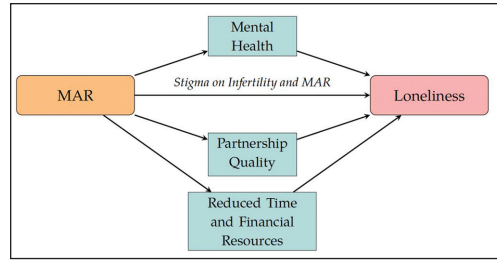 Mental
Health
Stigma on Infertility and MAR
MAR
Loneliness
Partnership
Quality
Reduced Time
and Financial
Resources